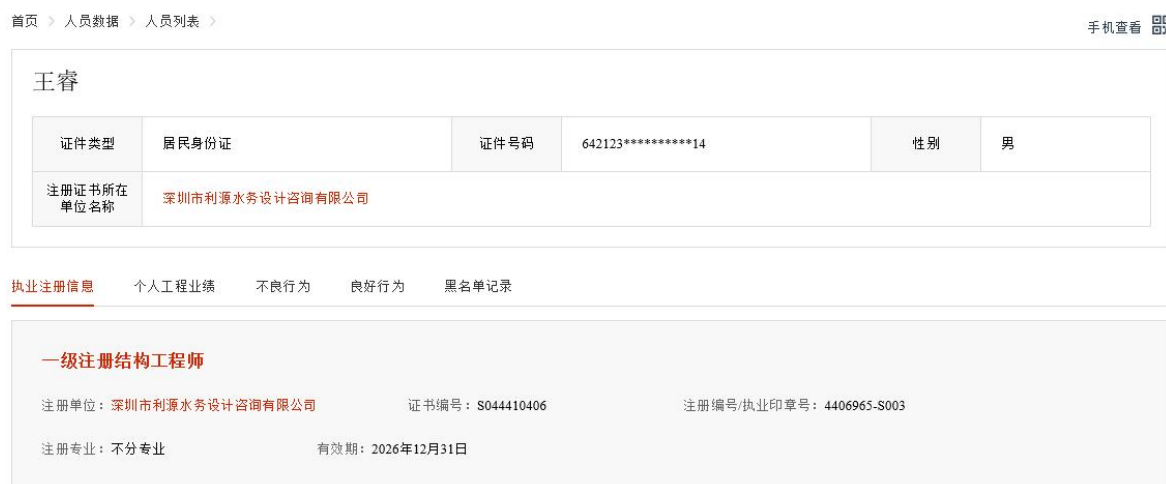 首页 > 人员数据 > 人员列表 >
手机查看
王睿
证件类型 居民身份证 证件号码 642123**********14 性别 男
注册证书所在
单位名称
深圳市利源水务设计咨询有限公司
执业注册信息 个人工程业绩 不良行为 良好行为 黑名单记录
一级注册结构工程师
注册单位：深圳市利源水务设计咨询有限公司 证书编号：S044410406 注册编号/执业印章号：4406965-S003
注册专业：不分专业 有效期：2026年12月31日